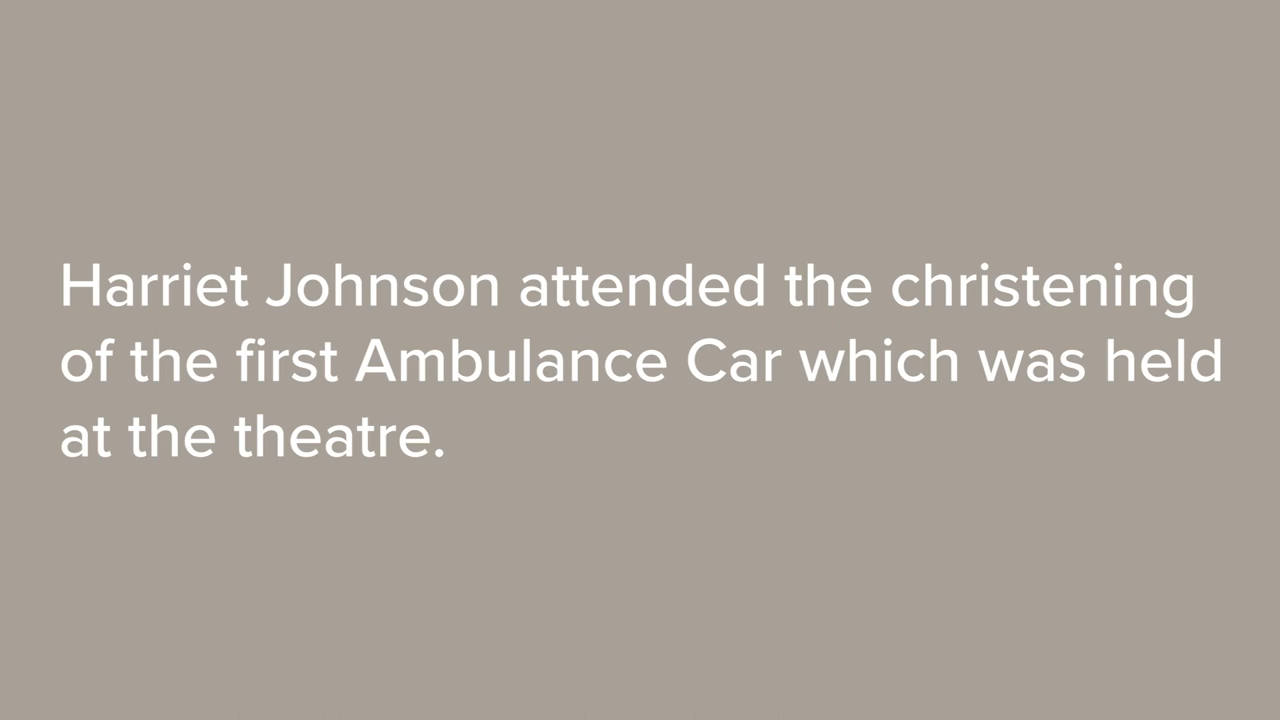 Harriet Johnson attended the christening
of the first Ambulance Car which was held
at the theatre.